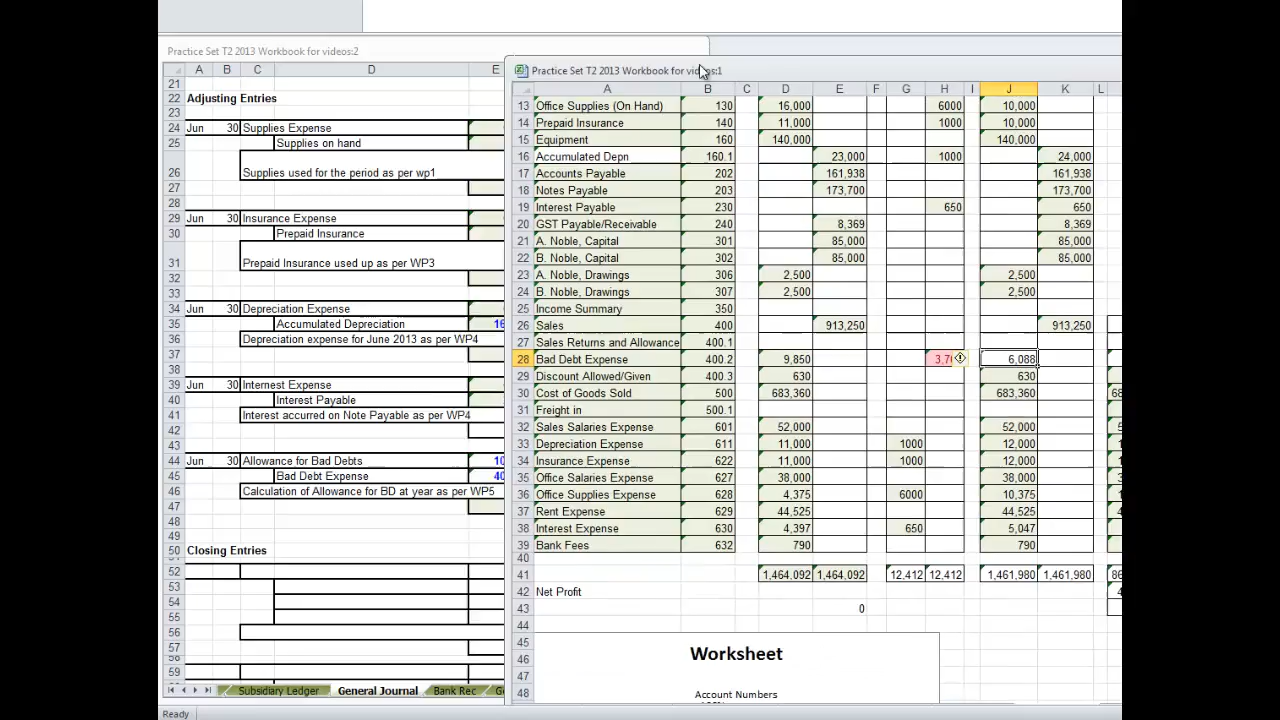 Practice Set T2 2013 Workbook for videos:2
A B C D E
21
22 Adjusting Entries
23
24 Jun 30 Supplies Expense
25 Supplies on hand
26 Supplies used for the period as per wp1
27
28
29 Jun 30 Insurance Expense
30 Prepaid Insurance
31 Prepaid Insurance used up as per WP3
32
33
34 Jun 30 Depreciation Expense
35 Accumulated Depreciation 16
36 Depreciation expense for June 2013 as per WP4
37
38
39 Jun 30 Internest Expense
40 Interest Payable
41 Interest accurred on Note Payable as per WP4
42
43
44 Jun 30 Allowance for Bad Debts 10
45 Bad Debt Expense 40
46 Calculation of Allowance for BD at year as per WP5
47
48
49
50 Closing Entries
52
53
54
55
56
57
58
59
Subsidiary Ledger General Journal Bank Rec
Ready
Practice Set T2 2013 Workbook for videos:1
A B C D E F G H I J K L
13 Office Supplies (On Hand) 130 16,000 6000 10,000
14 Prepaid Insurance 140 11,000 1000 10,000
15 Equipment 160 140,000 140,000
16 Accumulated Depn 160.1 23,000 1000 24,000
17 Accounts Payable 202 161,938 161,938
18 Notes Payable 203 173,700 173,700
19 Interest Payable 230 650 650
20 GST Payable/Receivable 240 8,369 8,369
21 A. Noble, Capital 301 85,000 85,000
22 B. Noble, Capital 302 85,000 85,000
23 A. Noble, Drawings 306 2,500 2,500
24 B. Noble, Drawings 307 2,500 2,500
25 Income Summary 350
26 Sales 400 913,250 913,250
27 Sales Returns and Allowance 400.1
28 Bad Debt Expense 400.2 9,850 6,088
29 Discount Allowed/Given 400.3 630 630
30 Cost of Goods Sold 500 683,360 683,360
31 Freight in 500.1
32 Sales Salaries Expense 601 52,000 52,000
33 Depreciation Expense 611 11,000 1000 12,000
34 Insurance Expense 622 11,000 1000 12,000
35 Office Salaries Expense 627 38,000 38,000
36 Office Supplies Expense 628 4,375 6000 10,375
37 Rent Expense 629 44,525 44,525
38 Interest Expense 630 4,397 650 5,047
39 Bank Fees 632 790 790
40
41 1,464,092 1,464,092 12,412 12,412 1,461,980 1,461,980
42 Net Profit
43 0
44
45
46
47
48
Worksheet
Account Numbers